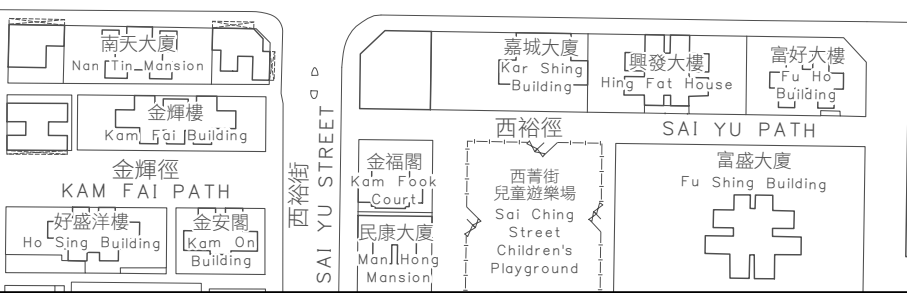 南天大廈
Nan Tin Mansion
金輝樓
Kam Fai Building
金輝徑
KAM FAI PATH
好盛洋樓
Ho Sing Building
金安閣
Kam On
Building
西裕街
SAI YU STREET
嘉城大廈
Kar Shing
Building
興發大樓
Hing Fat House
富好大樓
Fu Ho
Building
西裕徑
SAI YU PATH
金福閣
Kam Fook
Court
民康大廈
Man Hong
Mansion
西菁街
兒童遊樂場
Sai Ching
Street
Children's
Playground
富盛大廈
Fu Shing Building